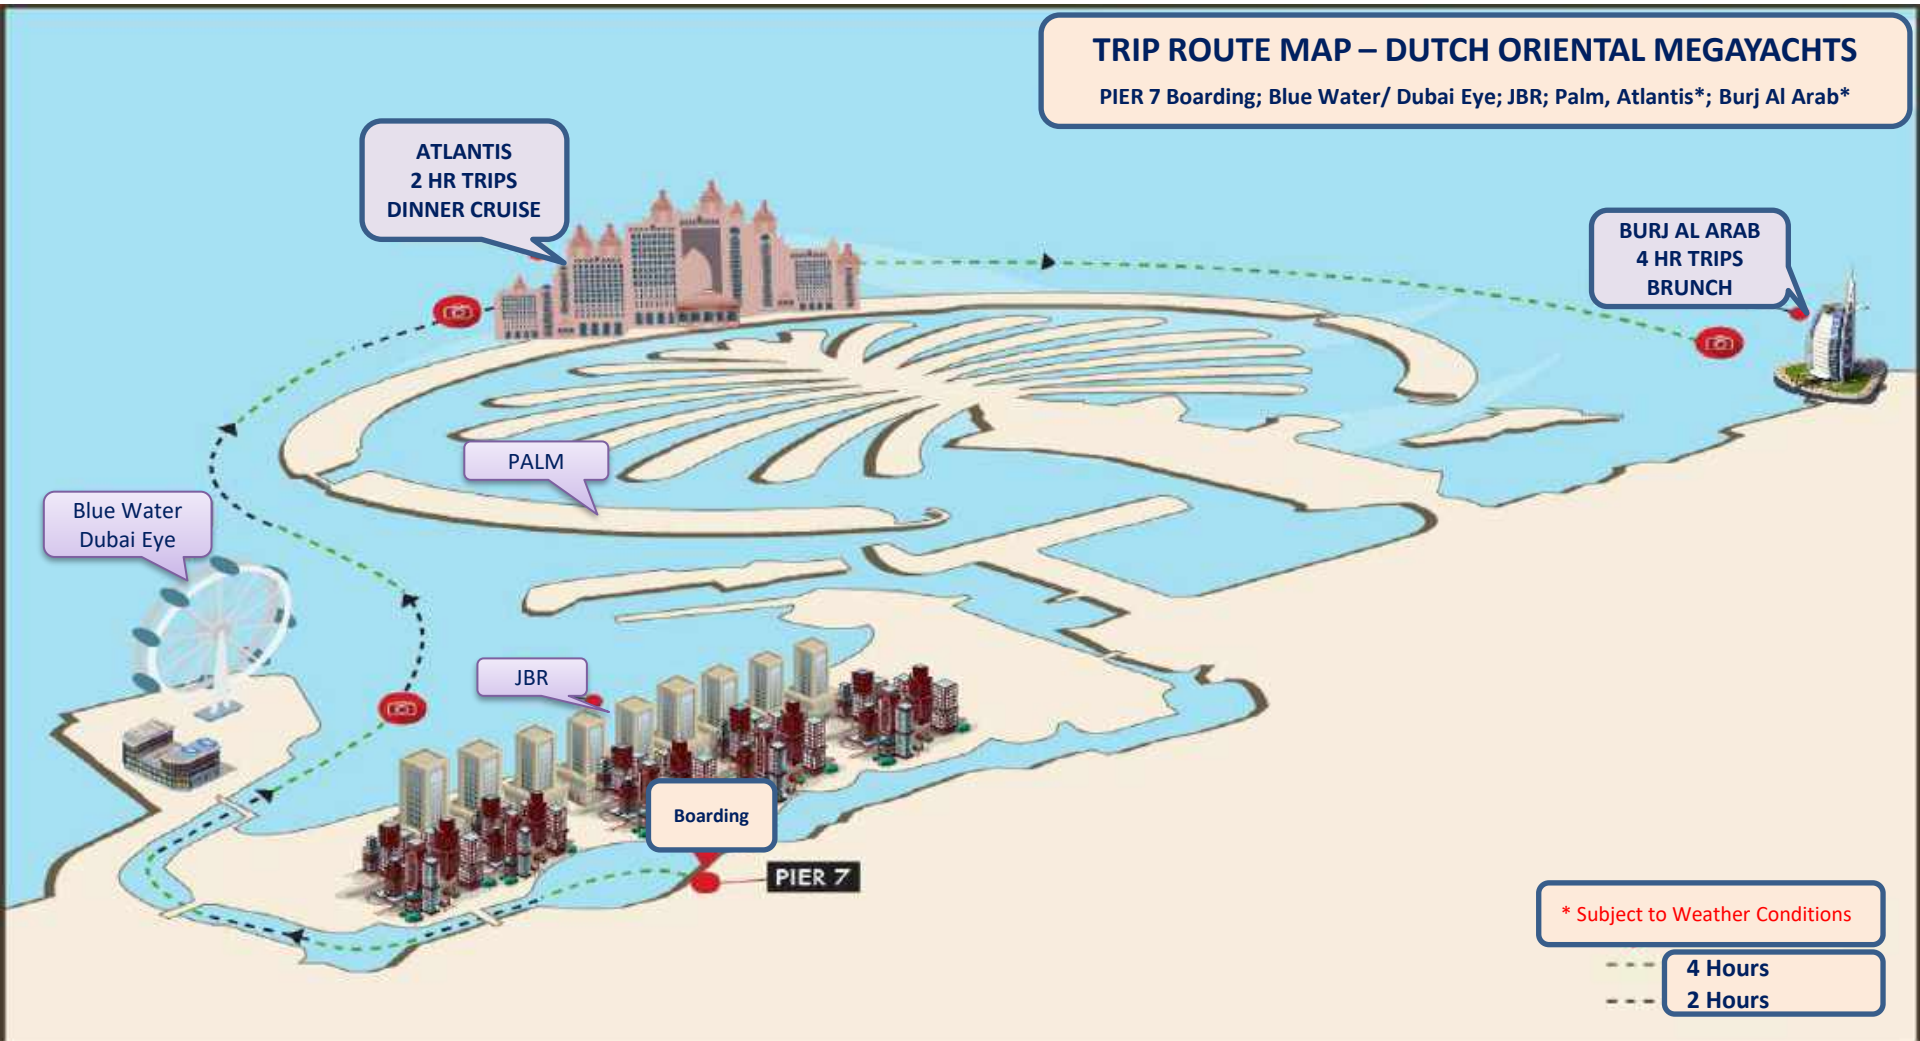 TRIP ROUTE MAP – DUTCH ORIENTAL MEGAYACHTS
PIER 7 Boarding; Blue Water/ Dubai Eye; JBR; Palm, Atlantis*; Burj Al Arab*
ATLANTIS
2 HR TRIPS
DINNER CRUISE
BURJ AL ARAB
4 HR TRIPS
BRUNCH
PALM
Blue Water
Dubai Eye
JBR
Boarding
PIER 7
* Subject to Weather Conditions
4 Hours
2 Hours